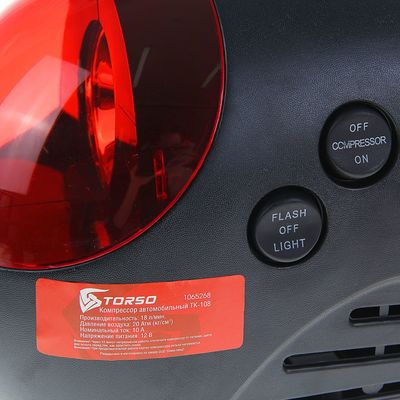 OFF
COMPRESSOR
ON
FLASH
OFF
LIGHT
TORSO
1065268
Компрессор автомобильный TK-108
Производительность: 18 л/мин.
Давление воздуха: 20 Атм (кг/см²)
Номинальный ток: 10 А
Напряжение питания: 12 В